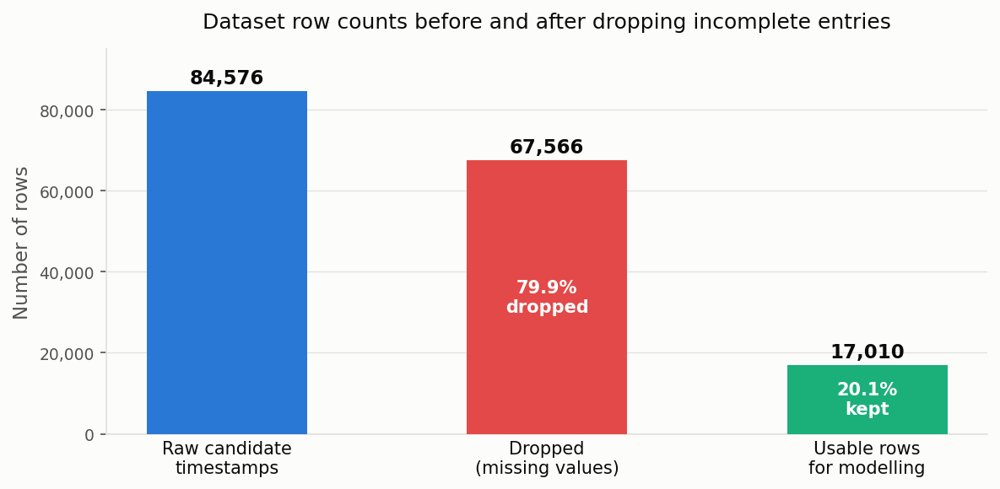 Dataset row counts before and after dropping incomplete entries
Number of rows
80,000
60,000
40,000
20,000
0
84,576
67,566
79.9%
dropped
17,010
20.1%
kept
Raw candidate
timestamps
Dropped
(missing values)
Usable rows
for modelling